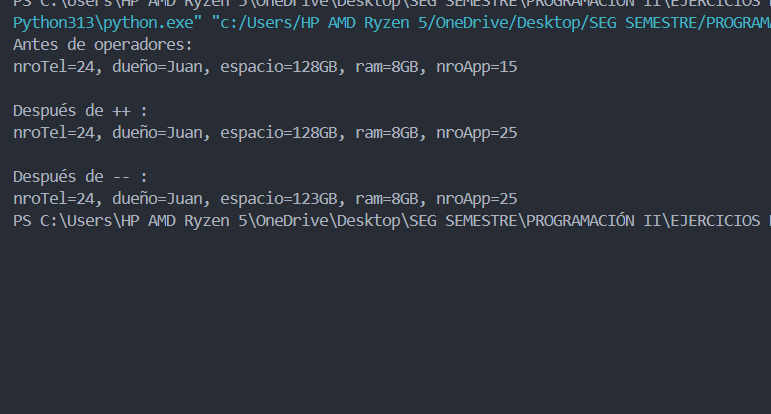 PS C:\Users\HP AMD Ryzen 5\OneDrive\Desktop\SEG SEMESTRE\PROGRAMACIÓN II\EJERCICIOS
Python313\python.exe" "c:/Users/HP AMD Ryzen 5/OneDrive/Desktop/SEG SEMESTRE/PROGRAMA
Antes de operadores:
nroTel=24, dueño=Juan, espacio=128GB, ram=8GB, nroApp=15
Después de ++ :
nroTel=24, dueño=Juan, espacio=128GB, ram=8GB, nroApp=25
Después de -- :
nroTel=24, dueño=Juan, espacio=123GB, ram=8GB, nroApp=25
PS C:\Users\HP AMD Ryzen 5\OneDrive\Desktop\SEG SEMESTRE\PROGRAMACIÓN II\EJERCICIOS